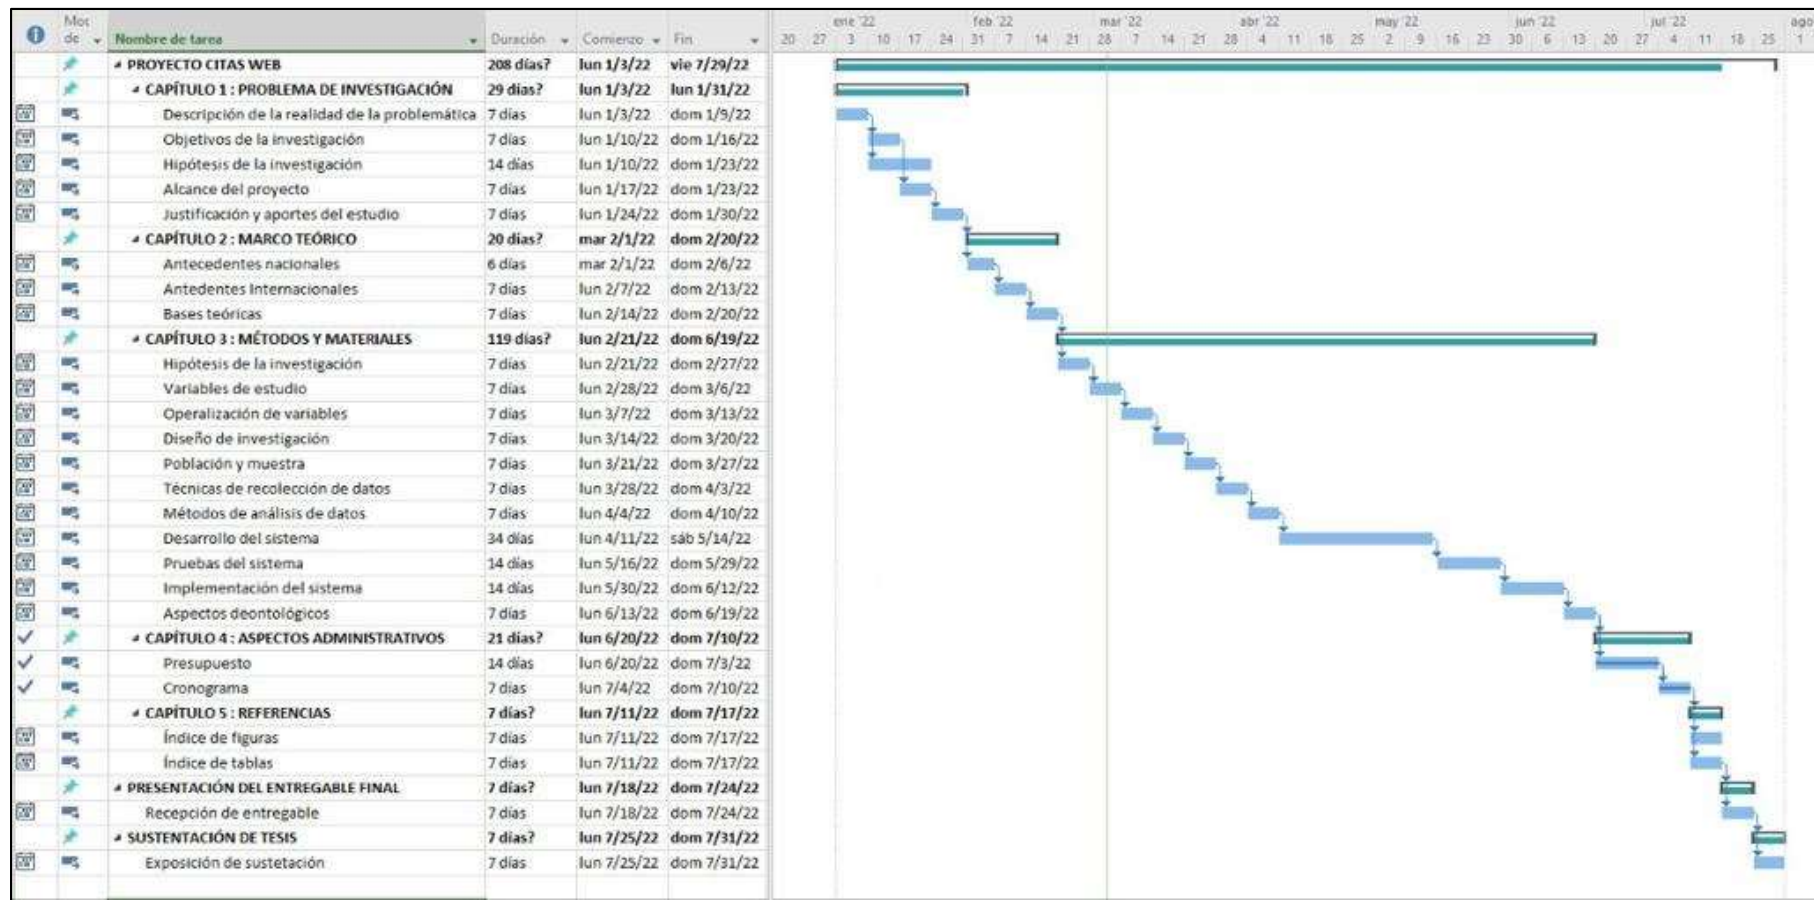 ene '22 feb '22 mar '22 abr '22 may '22 jun '22 jul '22 ago
Nombre de tarea Duración Comienzo Fin 20 27 3 10 17 24 31 7 14 21 28 7 14 21 28 4 11 18 25 2 9 16 23 30 6 13 20 27 4 11 18 25 1
PROYECTO CITAS WEB 208 días? lun 1/3/22 vie 7/29/22
CAPÍTULO 1 : PROBLEMA DE INVESTIGACIÓN 29 días? lun 1/3/22 lun 1/31/22
Descripción de la realidad de la problemática 7 días lun 1/3/22 dom 1/9/22
Objetivos de la investigación 7 días lun 1/10/22 dom 1/16/22
Hipótesis de la investigación 14 días lun 1/10/22 dom 1/23/22
Alcance del proyecto 7 días lun 1/17/22 dom 1/23/22
Justificación y aportes del estudio 7 días lun 1/24/22 dom 1/30/22
CAPÍTULO 2 : MARCO TEÓRICO 20 días? mar 2/1/22 dom 2/20/22
Antecedentes nacionales 6 días mar 2/1/22 dom 2/6/22
Antedentes Internacionales 7 días lun 2/7/22 dom 2/13/22
Bases teóricas 7 días lun 2/14/22 dom 2/20/22
CAPÍTULO 3 : MÉTODOS Y MATERIALES 119 días? lun 2/21/22 dom 6/19/22
Hipótesis de la investigación 7 días lun 2/21/22 dom 2/27/22
Variables de estudio 7 días lun 2/28/22 dom 3/6/22
Operalización de variables 7 días lun 3/7/22 dom 3/13/22
Diseño de investigación 7 días lun 3/14/22 dom 3/20/22
Población y muestra 7 días lun 3/21/22 dom 3/27/22
Técnicas de recolección de datos 7 días lun 3/28/22 dom 4/3/22
Métodos de análisis de datos 7 días lun 4/4/22 dom 4/10/22
Desarrollo del sistema 34 días lun 4/11/22 sáb 5/14/22
Pruebas del sistema 14 días lun 5/16/22 dom 5/29/22
Implementación del sistema 14 días lun 5/30/22 dom 6/12/22
Aspectos deontológicos 7 días lun 6/13/22 dom 6/19/22
CAPÍTULO 4 : ASPECTOS ADMINISTRATIVOS 21 días? lun 6/20/22 dom 7/10/22
Presupuesto 14 días lun 6/20/22 dom 7/3/22
Cronograma 7 días lun 7/4/22 dom 7/10/22
CAPÍTULO 5 : REFERENCIAS 7 días? lun 7/11/22 dom 7/17/22
Índice de figuras 7 días lun 7/11/22 dom 7/17/22
Índice de tablas 7 días lun 7/11/22 dom 7/17/22
PRESENTACIÓN DEL ENTREGABLE FINAL 7 días? lun 7/18/22 dom 7/24/22
Recepción de entregable 7 días lun 7/18/22 dom 7/24/22
SUSTENTACIÓN DE TESIS 7 días? lun 7/25/22 dom 7/31/22
Exposición de sustetación 7 días lun 7/25/22 dom 7/31/22